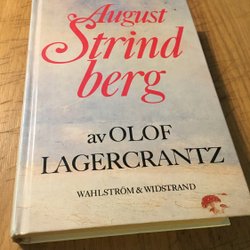 August
Strind
berg
av OLOF
LAGERCRANTZ
WAHLSTRÖM & WIDSTRAND